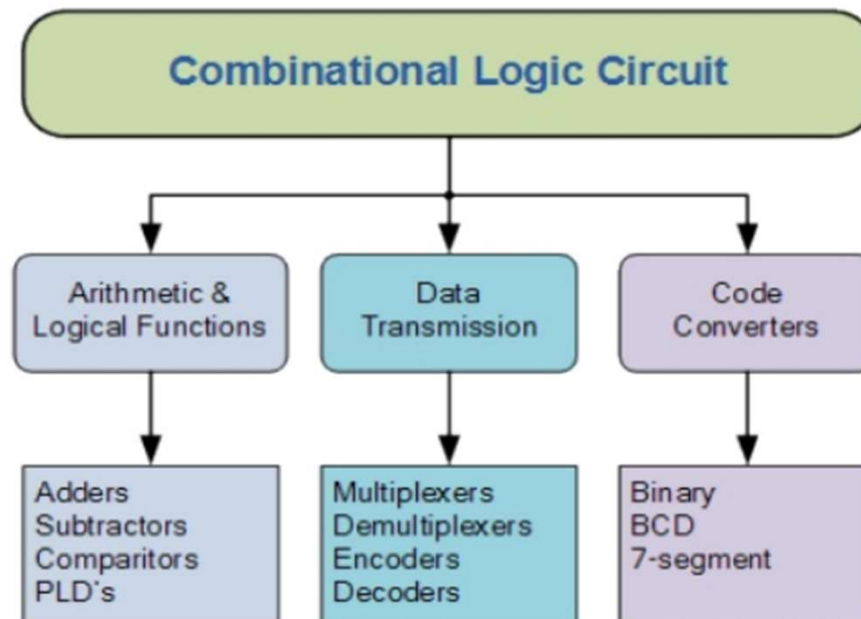 Combinational Logic Circuit
Arithmetic &
Logical Functions
Data
Transmission
Code
Converters
Adders
Subtractors
Comparitors
PLD's
Multiplexers
Demultiplexers
Encoders
Decoders
Binary
BCD
7-segment